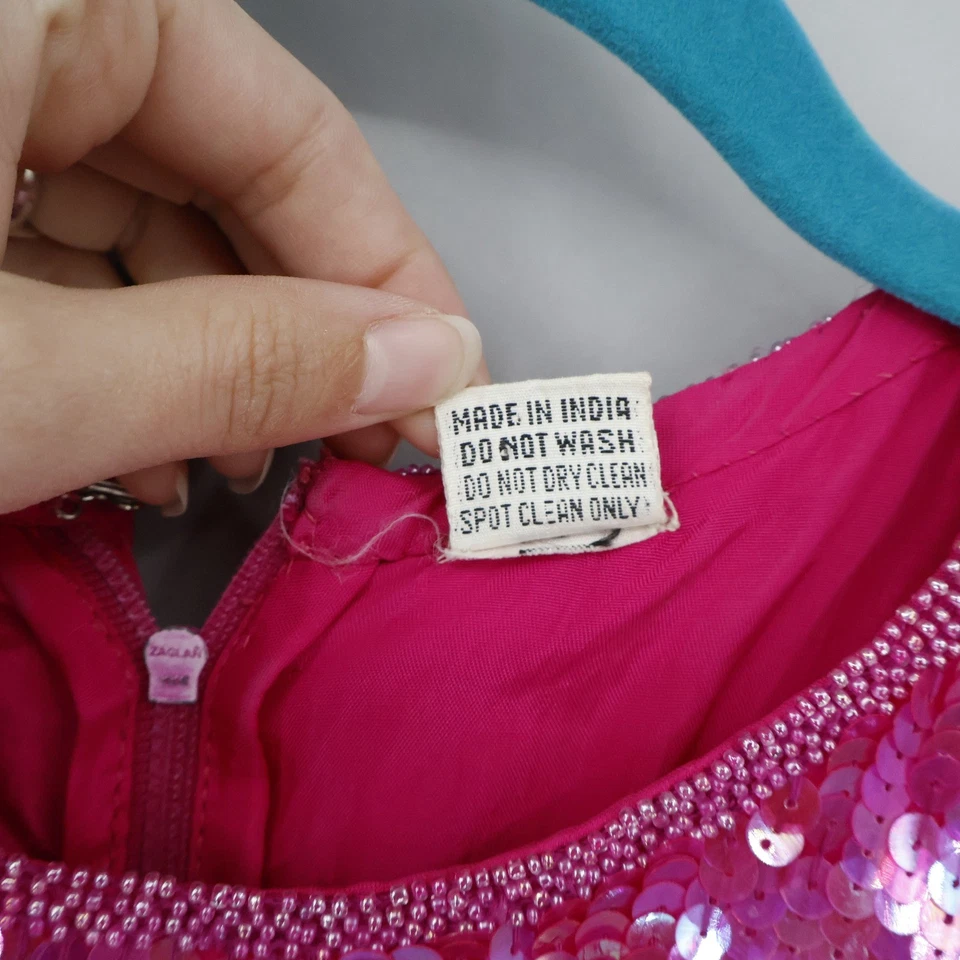 MADE IN INDIA
DO NOT WASH
DO NOT DRY CLEAN
SPOT CLEAN ONLY